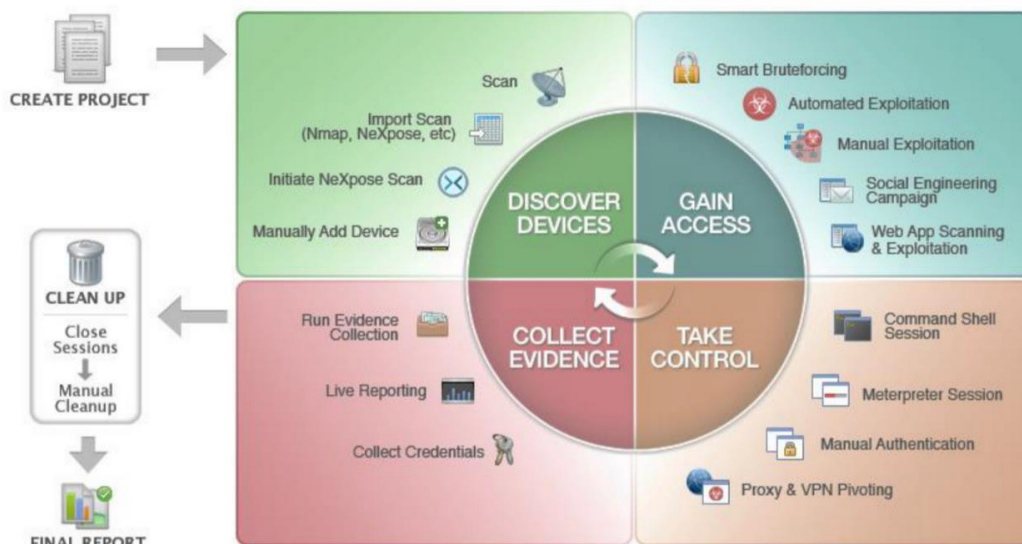 CREATE PROJECT
Scan
Import Scan
(Nmap, NeXpose, etc)
Initiate NeXpose Scan
Manually Add Device
DISCOVER
DEVICES
Smart Bruteforcing
Automated Exploitation
Manual Exploitation
Social Engineering
Campaign
Web App Scanning
& Exploitation
GAIN
ACCESS
CLEAN UP
Close
Sessions
Manual
Cleanup
FINAL REPORT
Run Evidence
Collection
Live Reporting
Collect Credentials
COLLECT
EVIDENCE
TAKE
CONTROL
Command Shell
Session
Meterpreter Session
Manual Authentication
Proxy & VPN Pivoting